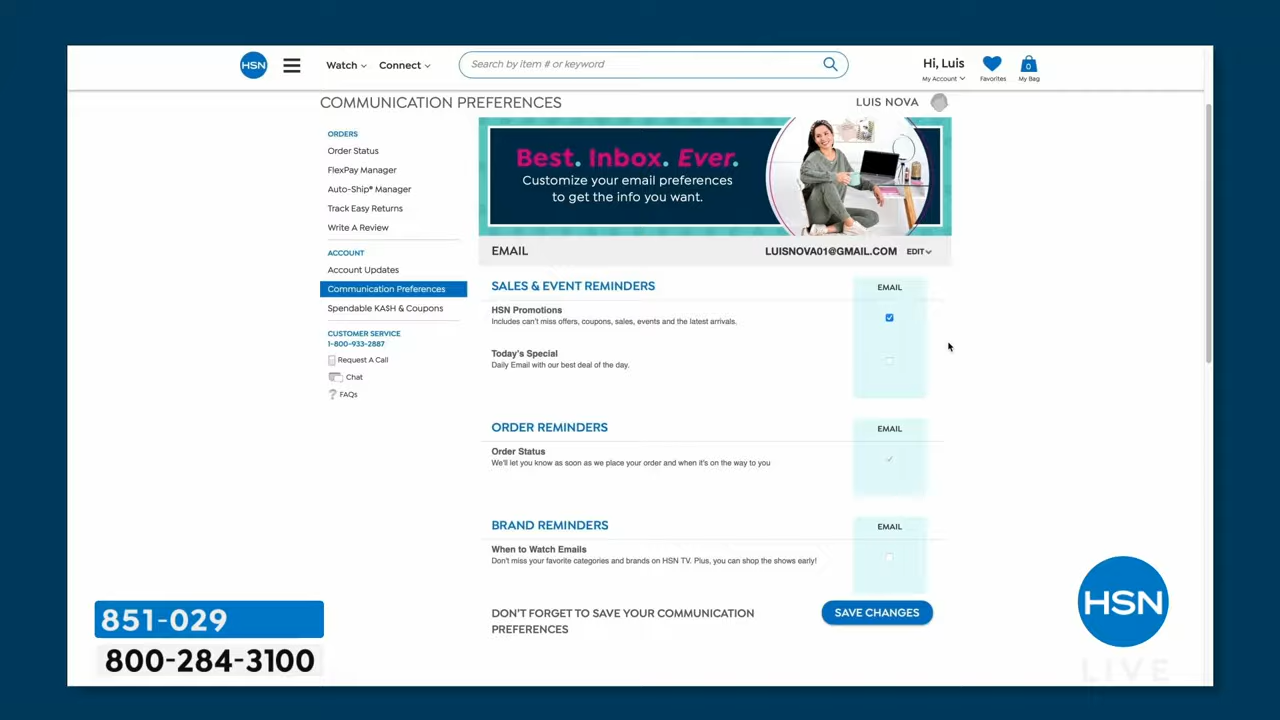 HSN
Watch
Connect
Search by item # or keyword
Hi, Luis
My Account
Favorites
0
My Bag
COMMUNICATION PREFERENCES
LUIS NOVA
ORDERS
Order Status
FlexPay Manager
Auto-Ship® Manager
Track Easy Returns
Write A Review
ACCOUNT
Account Updates
Communication Preferences
Spendable KA$H & Coupons
CUSTOMER SERVICE
1-800-933-2887
Request A Call
Chat
FAQs
Best. Inbox. Ever.
Customize your email preferences
to get the info you want.
EMAIL
LUISNOVA01@GMAIL.COM EDIT
SALES & EVENT REMINDERS
EMAIL
HSN Promotions
Includes can't miss offers, coupons, sales, events and the latest arrivals.
Today's Special
Daily Email with our best deal of the day.
ORDER REMINDERS
EMAIL
Order Status
We'll let you know as soon as we place your order and when it's on the way to you
BRAND REMINDERS
EMAIL
When to Watch Emails
Don't miss your favorite categories and brands on HSN TV. Plus, you can shop the shows early!
DON'T FORGET TO SAVE YOUR COMMUNICATION
PREFERENCES
SAVE CHANGES
851-029
800-284-3100
HSN
LIVE